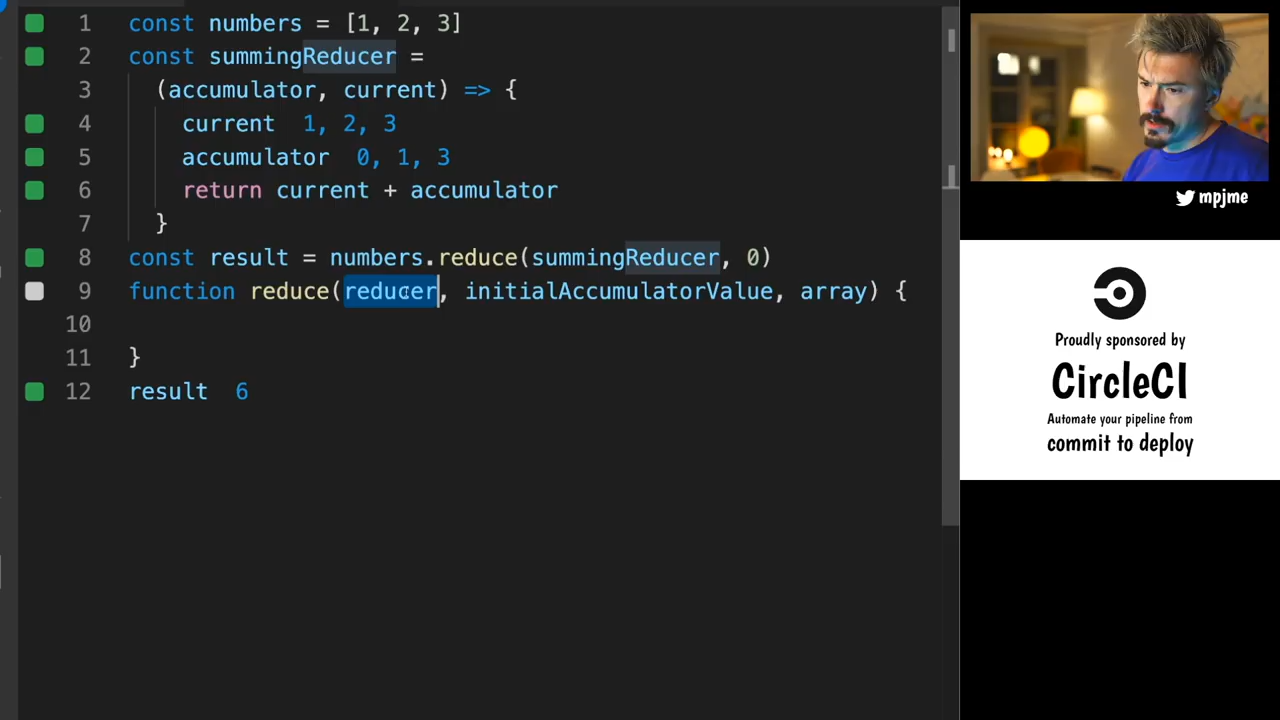 1 const numbers = [1, 2, 3]
2 const summingReducer =
3 (accumulator, current) => {
4 current 1, 2, 3
5 accumulator 0, 1, 3
6 return current + accumulator
7 }
8 const result = numbers.reduce(summingReducer, 0)
9 function reduce(reducer, initialAccumulatorValue, array) {
10
11 }
12 result 6
mpjme
Proudly sponsored by
CircleCI
Automate your pipeline from
commit to deploy